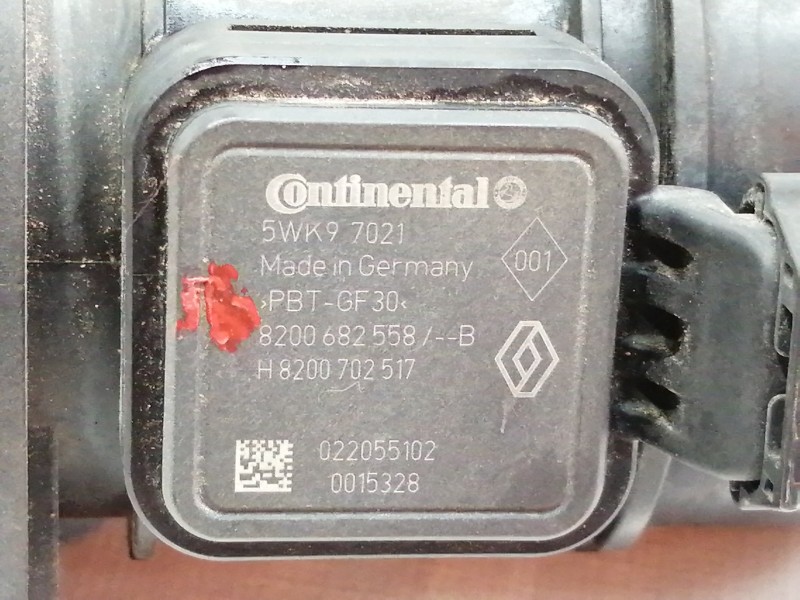 Continental
5WK9 7021
Made in Germany
001
›PBT-GF30‹
8200 682 558 /--B
H 8200 702 517
022055102
0015328